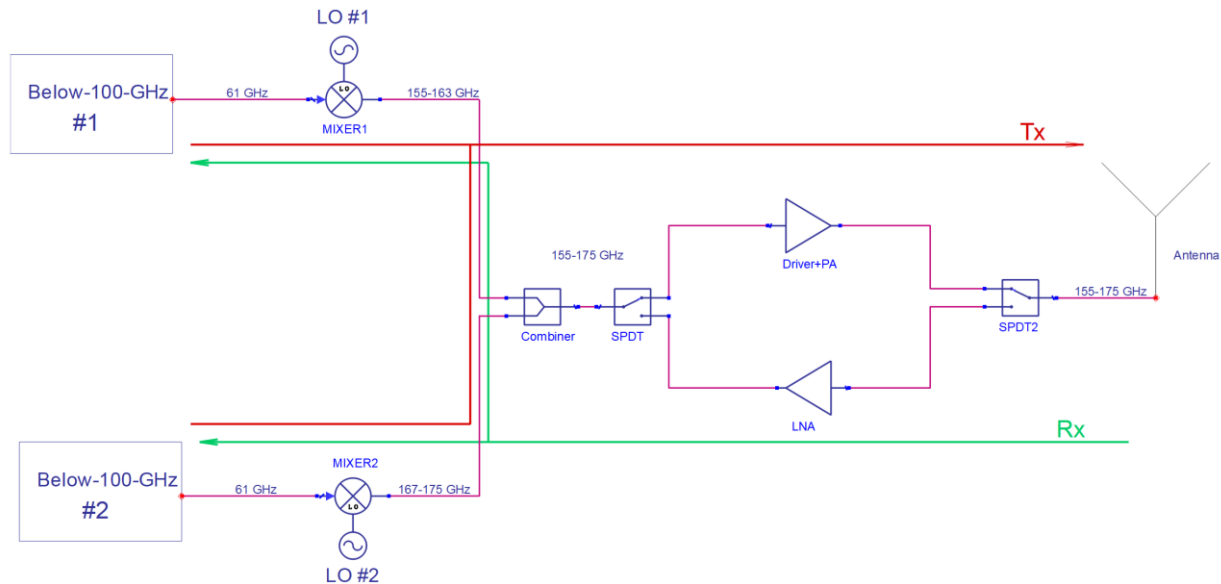 LO #1
Below-100-GHz
#1
61 GHz
LO
155-163 GHz
MIXER1
Tx
155-175 GHz
Driver+PA
Antenna
155-175 GHz
Combiner
SPDT
SPDT2
LNA
Rx
MIXER2
Below-100-GHz
#2
61 GHz
LO
167-175 GHz
LO #2